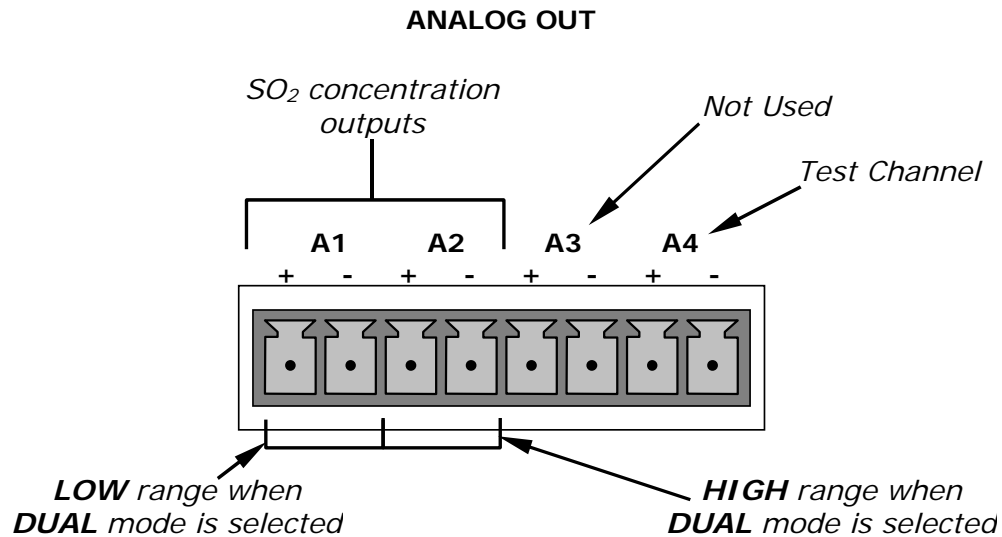 ANALOG OUT
SO₂ concentration
outputs
Not Used
Test Channel
A1 A2 A3 A4
+ - + - + - + -
LOW range when
DUAL mode is selected
HIGH range when
DUAL mode is selected